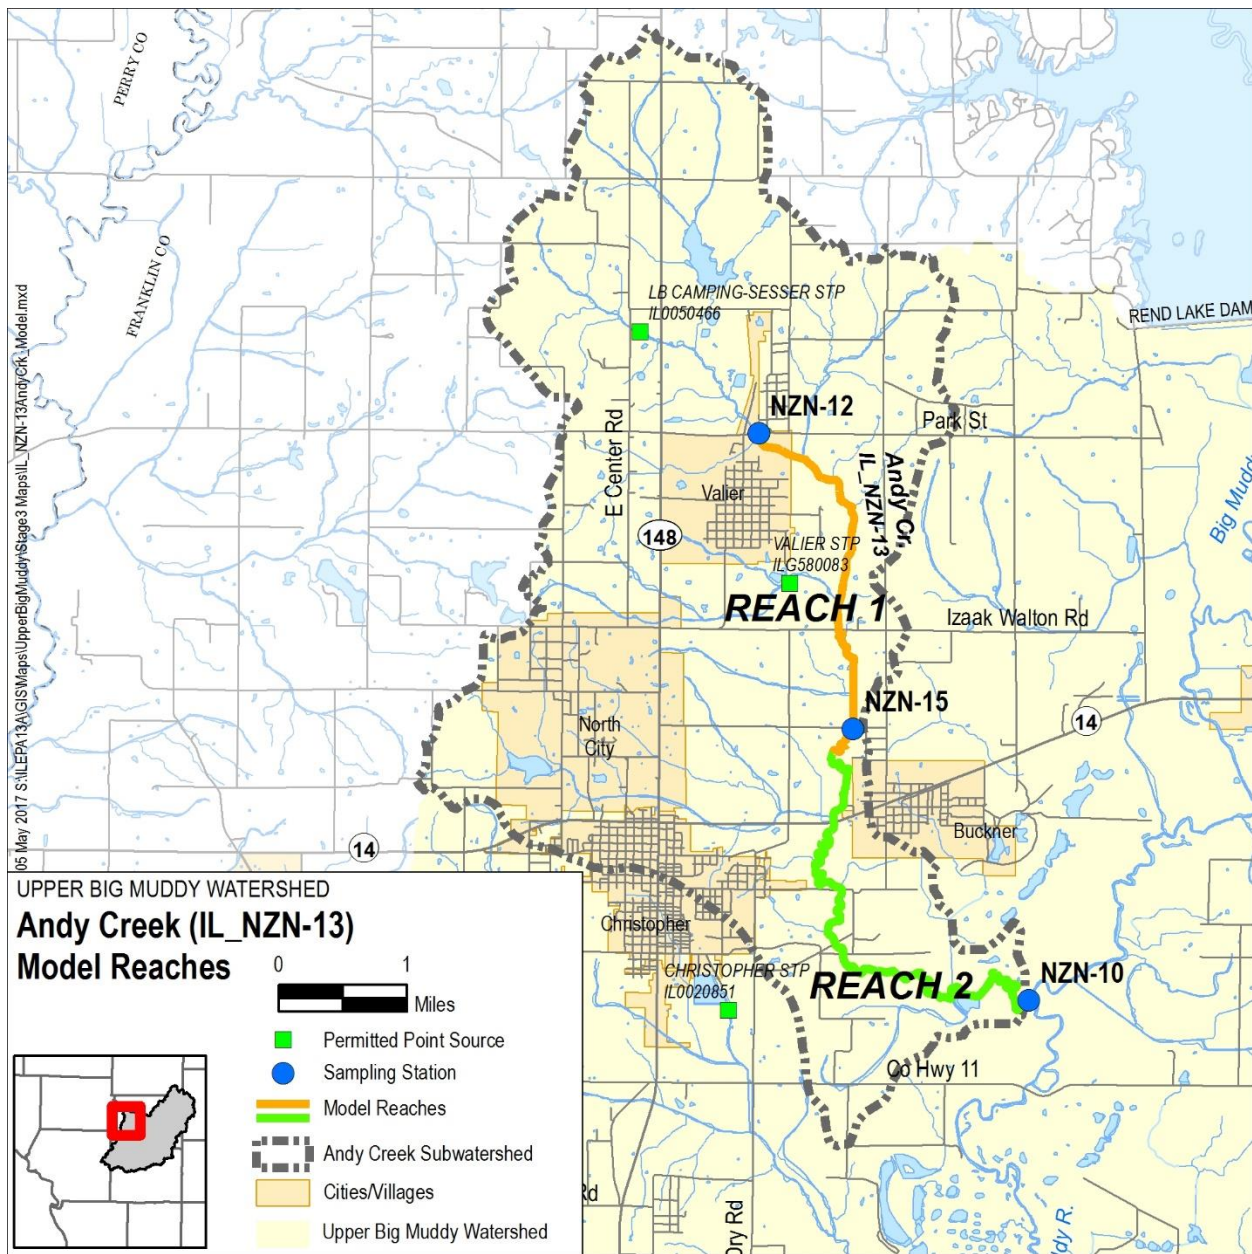 PERRY CO
FRANKLIN CO
REND LAKE DAM
LB CAMPING-SESSER STP
IL0050466
NZN-12
Park St
E Center Rd
Valier
Andy Cr.
IL_NZN-13
Big Muddy
148
VALIER STP
ILG580083
REACH 1
Izaak Walton Rd
NZN-15
14
North
City
Buckner
14
Christopher
CHRISTOPHER STP
IL0020851
REACH 2
NZN-10
Co Hwy 11
Rd
Dry Rd
dy R.
05 May 2017 S:\ILEPA13A\GIS\Maps\UpperBigMuddy\Stage3 Maps\IL_NZN-13AndyCrk_Model.mxd
UPPER BIG MUDDY WATERSHED
Andy Creek (IL_NZN-13)
Model Reaches
0 1
Miles
Permitted Point Source
Sampling Station
Model Reaches
Andy Creek Subwatershed
Cities/Villages
Upper Big Muddy Watershed